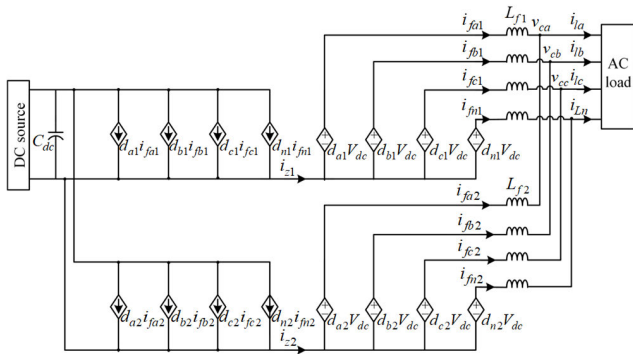 i_fa1 L_f1 v_ca i_la
i_fb1 v_cb i_lb
i_fc1 v_cc i_lc
i_fn1 i_Ln
AC load
DC source
C_dc
d_a1 i_fa1 d_b1 i_fb1 d_c1 i_fc1 d_n1 i_fn1 d_a1 V_dc d_b1 V_dc d_c1 V_dc d_n1 V_dc
i_z1
i_fa2 L_f2
i_fb2
i_fc2
i_fn2
d_a2 i_fa2 d_b2 i_fb2 d_c2 i_fc2 d_n2 i_fn2 d_a2 V_dc d_b2 V_dc d_c2 V_dc d_n2 V_dc
i_z2